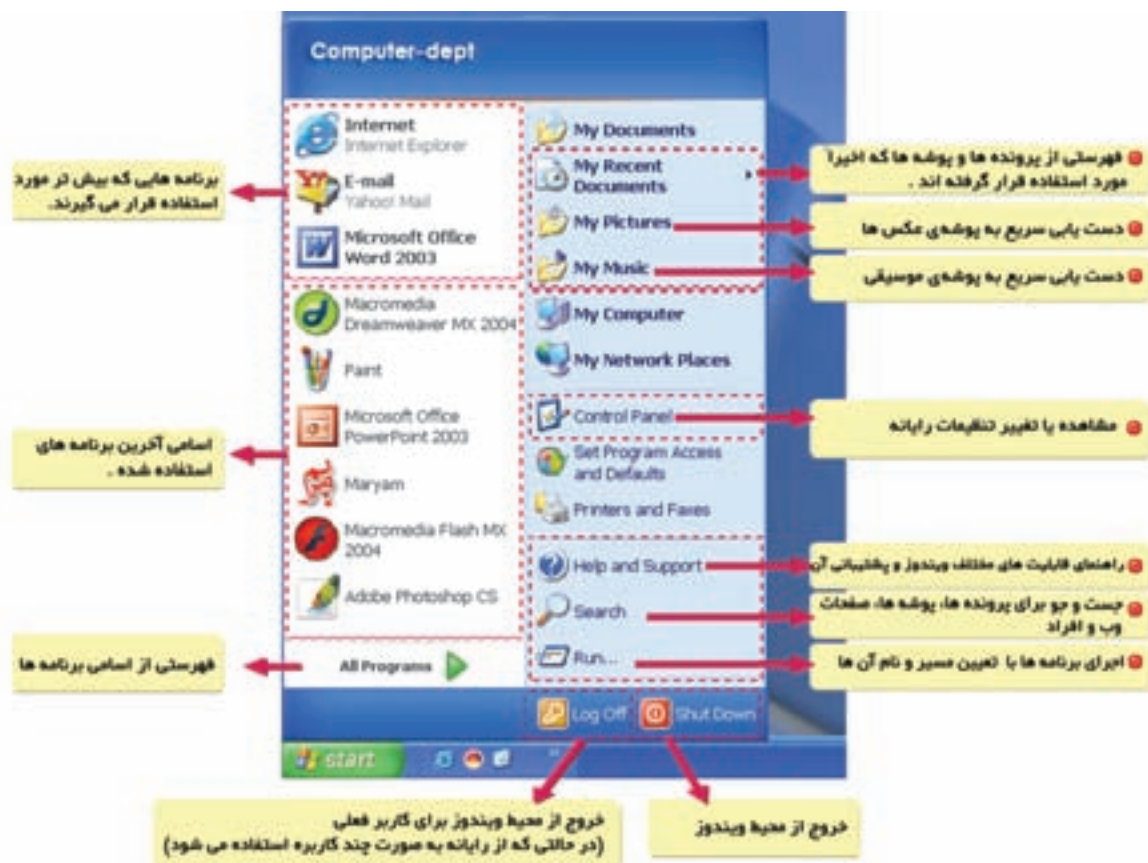 Computer-dept
Internet
Internet Explorer
E-mail
Yahoo! Mail
Microsoft Office
Word 2003
Macromedia
Dreamweaver MX 2004
Paint
Microsoft Office
PowerPoint 2003
Maryam
Macromedia Flash MX
2004
Adobe Photoshop CS
All Programs
My Documents
My Recent
Documents
My Pictures
My Music
My Computer
My Network Places
Control Panel
Set Program Access
and Defaults
Printers and Faxes
Help and Support
Search
Run...
Log Off
Shut Down
start
برنامه هایی که بیش تر مورد
استفاده قرار می گیرند.
اسامی آخرین برنامه های
استفاده شده .
فهرستی از اسامی برنامه ها
فهرستی از پرونده ها و پوشه ها که اخیراً
مورد استفاده قرار گرفته اند .
دست یابی سریع به پوشه‌ی عکس ها
دست یابی سریع به پوشه‌ی موسیقی
مشاهده یا تغییر تنظیمات رایانه
راهنمای قابلیت های مختلف ویندوز و پشتیبانی آن
جست و جو برای پرونده ها، پوشه ها، صفحات
وب و افراد
اجرای برنامه ها با تعیین مسیر و نام آن ها
خروج از محیط ویندوز برای کاربر فعلی
(در حالتی که از رایانه به صورت چند کاربره استفاده می شود)
خروج از محیط ویندوز